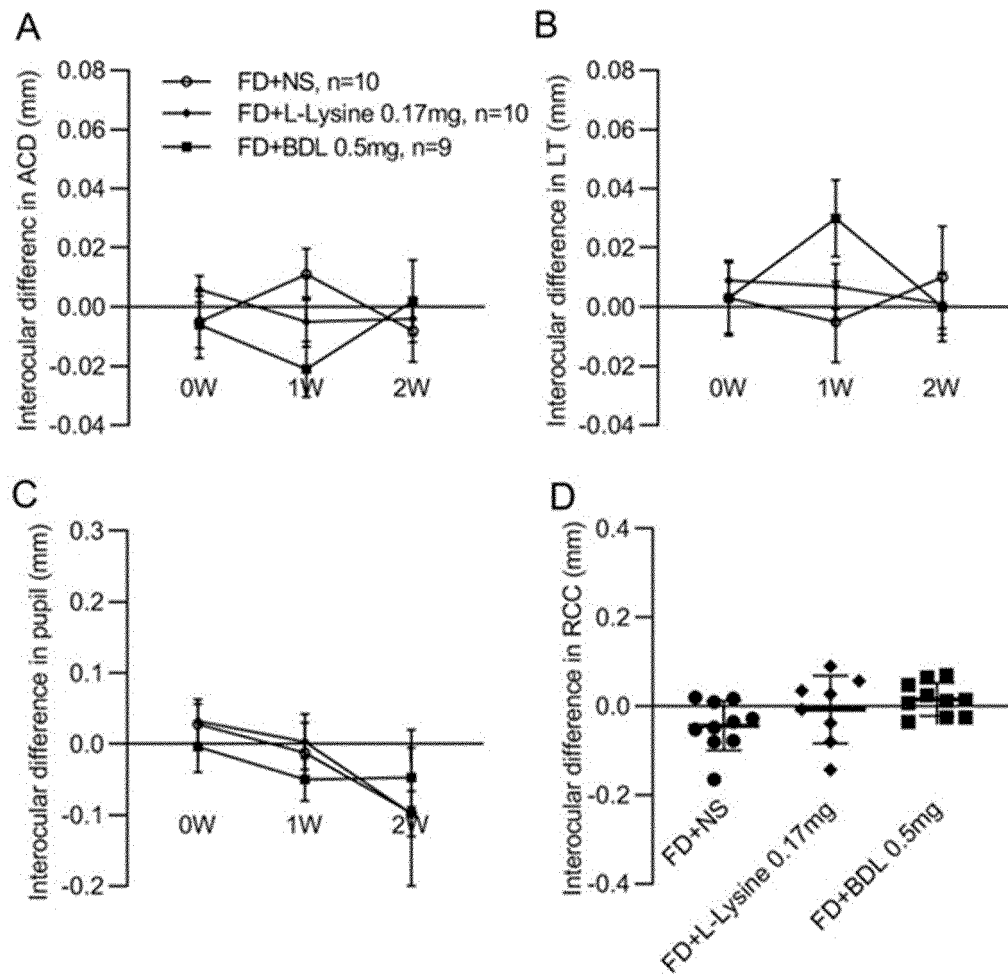 A
Interocular differenc in ACD (mm)
0.08
0.06
0.04
0.02
0.00
-0.02
-0.04
FD+NS, n=10
FD+L-Lysine 0.17mg, n=10
FD+BDL 0.5mg, n=9
0W
1W
2W
B
Interocular difference in LT (mm)
0.08
0.06
0.04
0.02
0.00
-0.02
-0.04
0W
1W
2W
C
Interocular difference in pupil (mm)
0.3
0.2
0.1
0.0
-0.1
-0.2
0W
1W
2W
D
Interocular difference in RCC (mm)
0.4
0.2
0.0
-0.2
-0.4
FD+NS
FD+L-Lysine 0.17mg
FD+BDL 0.5mg